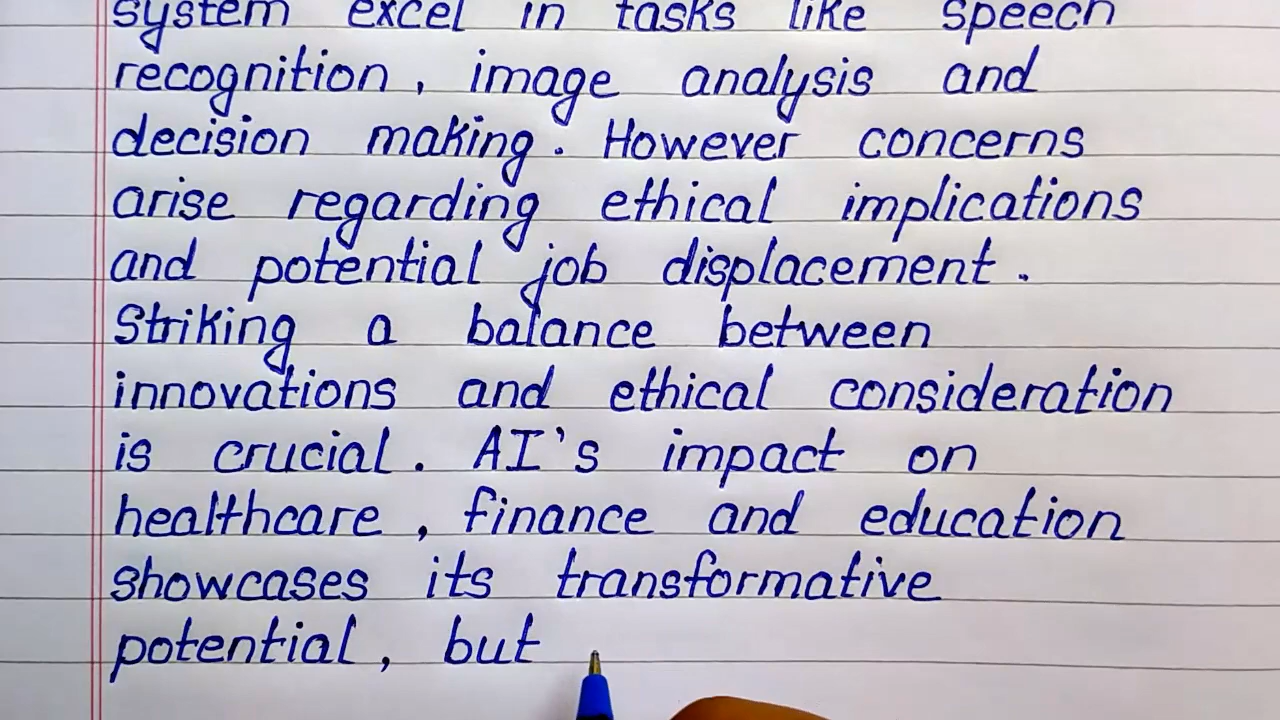 system excel in tasks like speech
recognition, image analysis and
decision making. However concerns
arise regarding ethical implications
and potential job displacement.
Striking a balance between
innovations and ethical consideration
is crucial. AI's impact on
healthcare, finance and education
showcases its transformative
potential, but